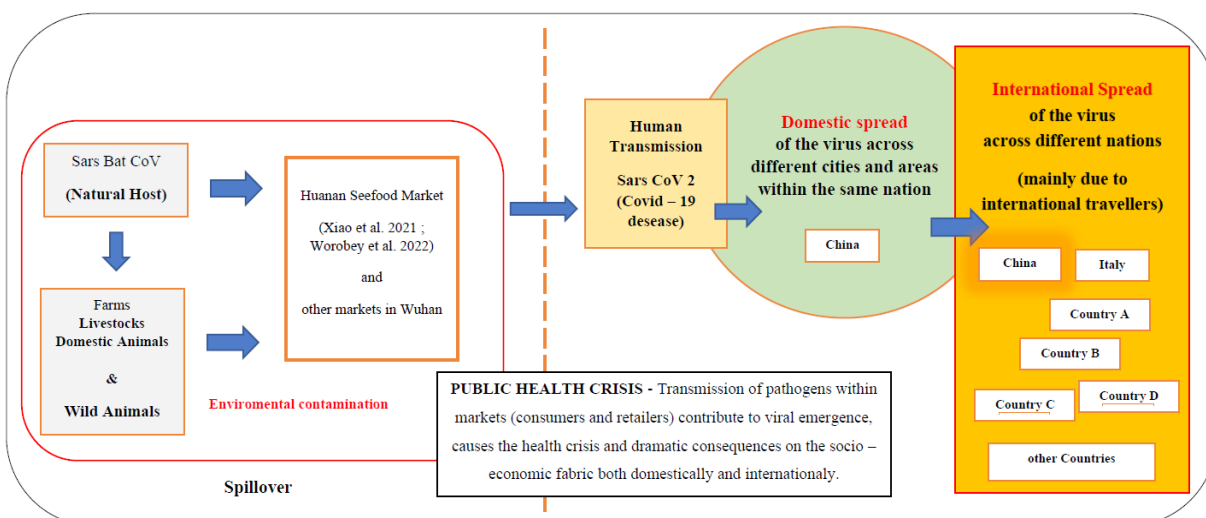 Sars Bat CoV
(Natural Host)
Farms
Livestocks
Domestic Animals
&
Wild Animals
Huanan Seefood Market
(Xiao et al. 2021 ;
Worobey et al. 2022)
and
other markets in Wuhan
Enviromental contamination
Spillover
Human
Transmission
Sars CoV 2
(Covid – 19
desease)
Domestic spread
of the virus across
different cities and areas
within the same nation
China
International Spread
of the virus
across different nations
(mainly due to
international travellers)
China
Italy
Country A
Country B
Country C
Country D
other Countries
PUBLIC HEALTH CRISIS - Transmission of pathogens within
markets (consumers and retailers) contribute to viral emergence,
causes the health crisis and dramatic consequences on the socio –
economic fabric both domestically and internationaly.